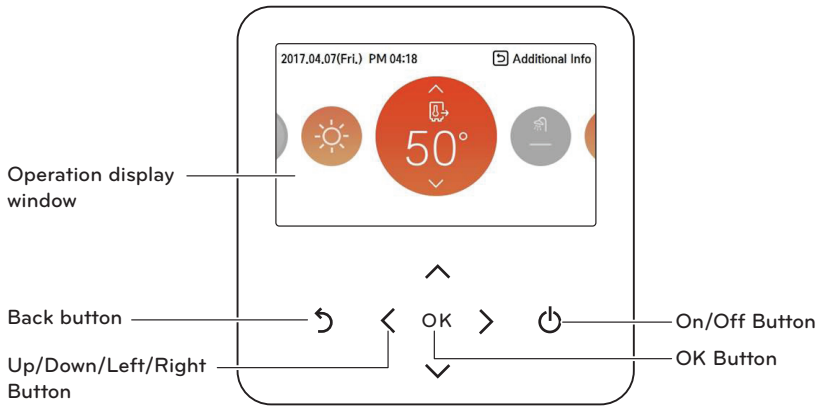 2017.04.07(Fri.) PM 04:18
Additional Info
50°
Operation display
window
Back button
OK
On/Off Button
Up/Down/Left/Right
Button
OK Button